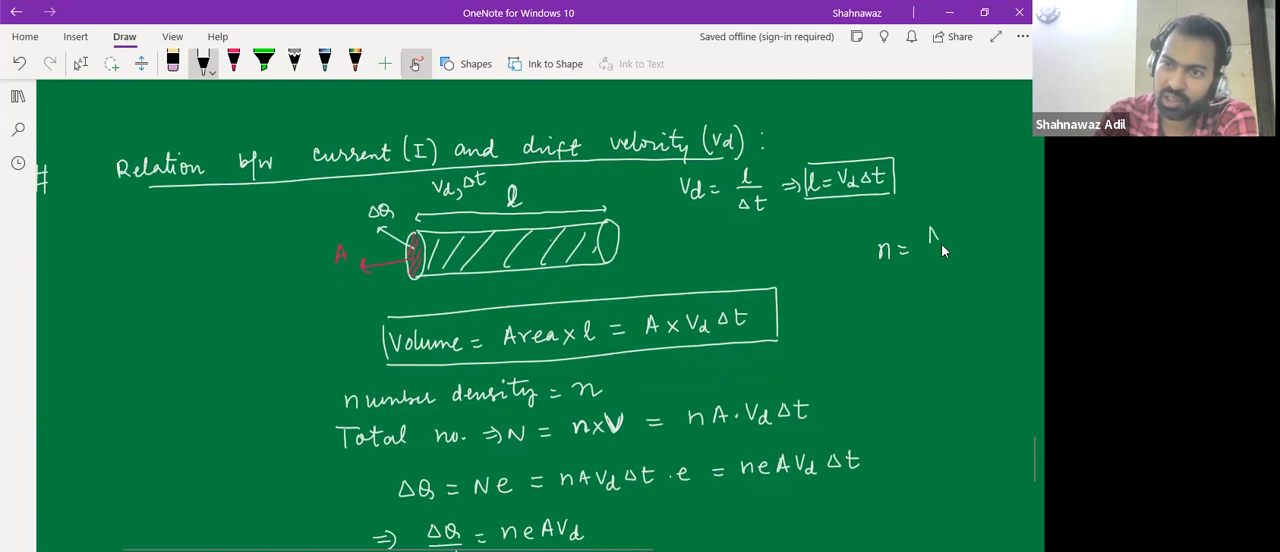 OneNote for Windows 10
Shahnawaz
Home Insert Draw View Help
Saved offline (sign-in required)
Share
Shapes
Ink to Shape
Ink to Text
Shahnawaz Adil
# Relation b/w current (I) and drift velocity (Vd) :
Vd, Δt
l
ΔQ
A
Vd = l/Δt ⇒ l = Vd Δt
n =
Volume = Area × l = A × Vd Δt
number density = n
Total no. ⇒ N = n×V = nA·Vd Δt
ΔQ = Ne = nAVd Δt · e = neAVd Δt
⇒ ΔQ = neAVd